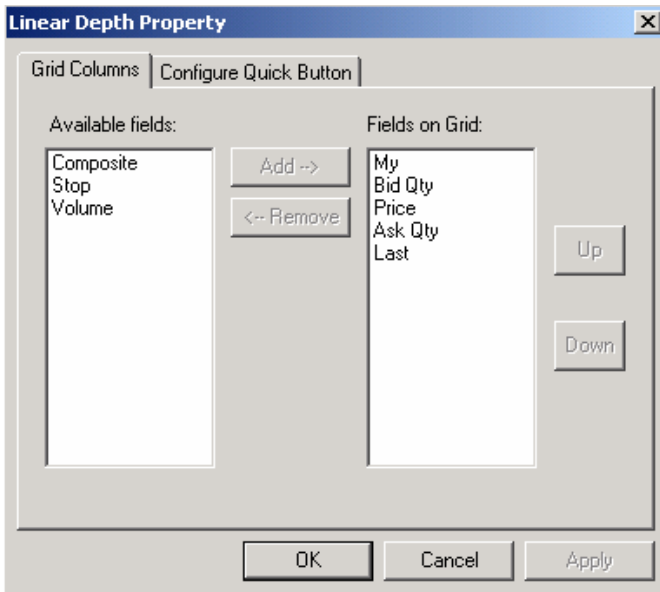 Linear Depth Property
Grid Columns
Configure Quick Button
Available fields:
Fields on Grid:
Composite
Stop
Volume
Add -->
<-- Remove
My
Bid Qty
Price
Ask Qty
Last
Up
Down
OK
Cancel
Apply